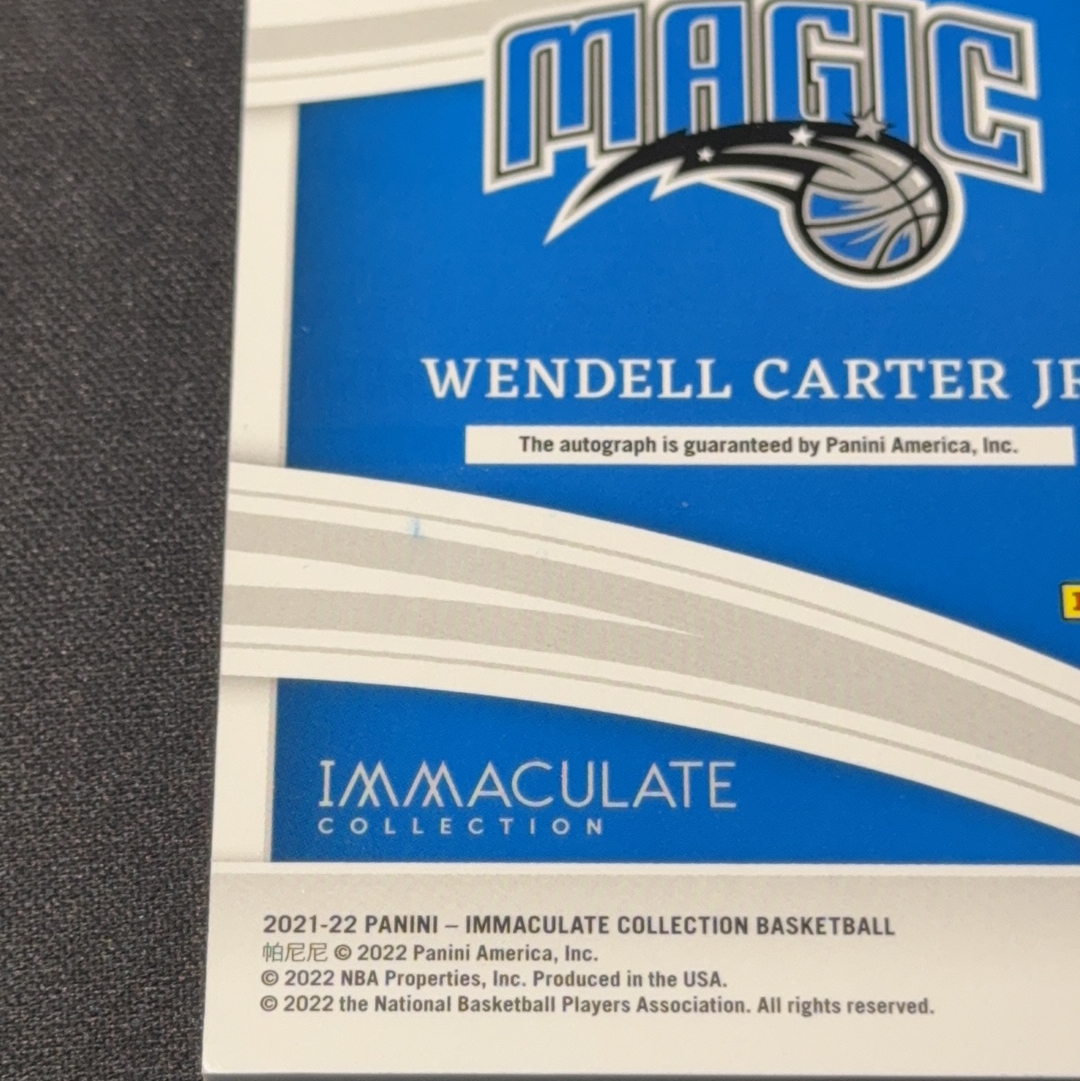 MAGIC
WENDELL CARTER JR
The autograph is guaranteed by Panini America, Inc.
IMMACULATE
COLLECTION
2021-22 PANINI – IMMACULATE COLLECTION BASKETBALL
帕尼尼 © 2022 Panini America, Inc.
© 2022 NBA Properties, Inc. Produced in the USA.
© 2022 the National Basketball Players Association. All rights reserved.